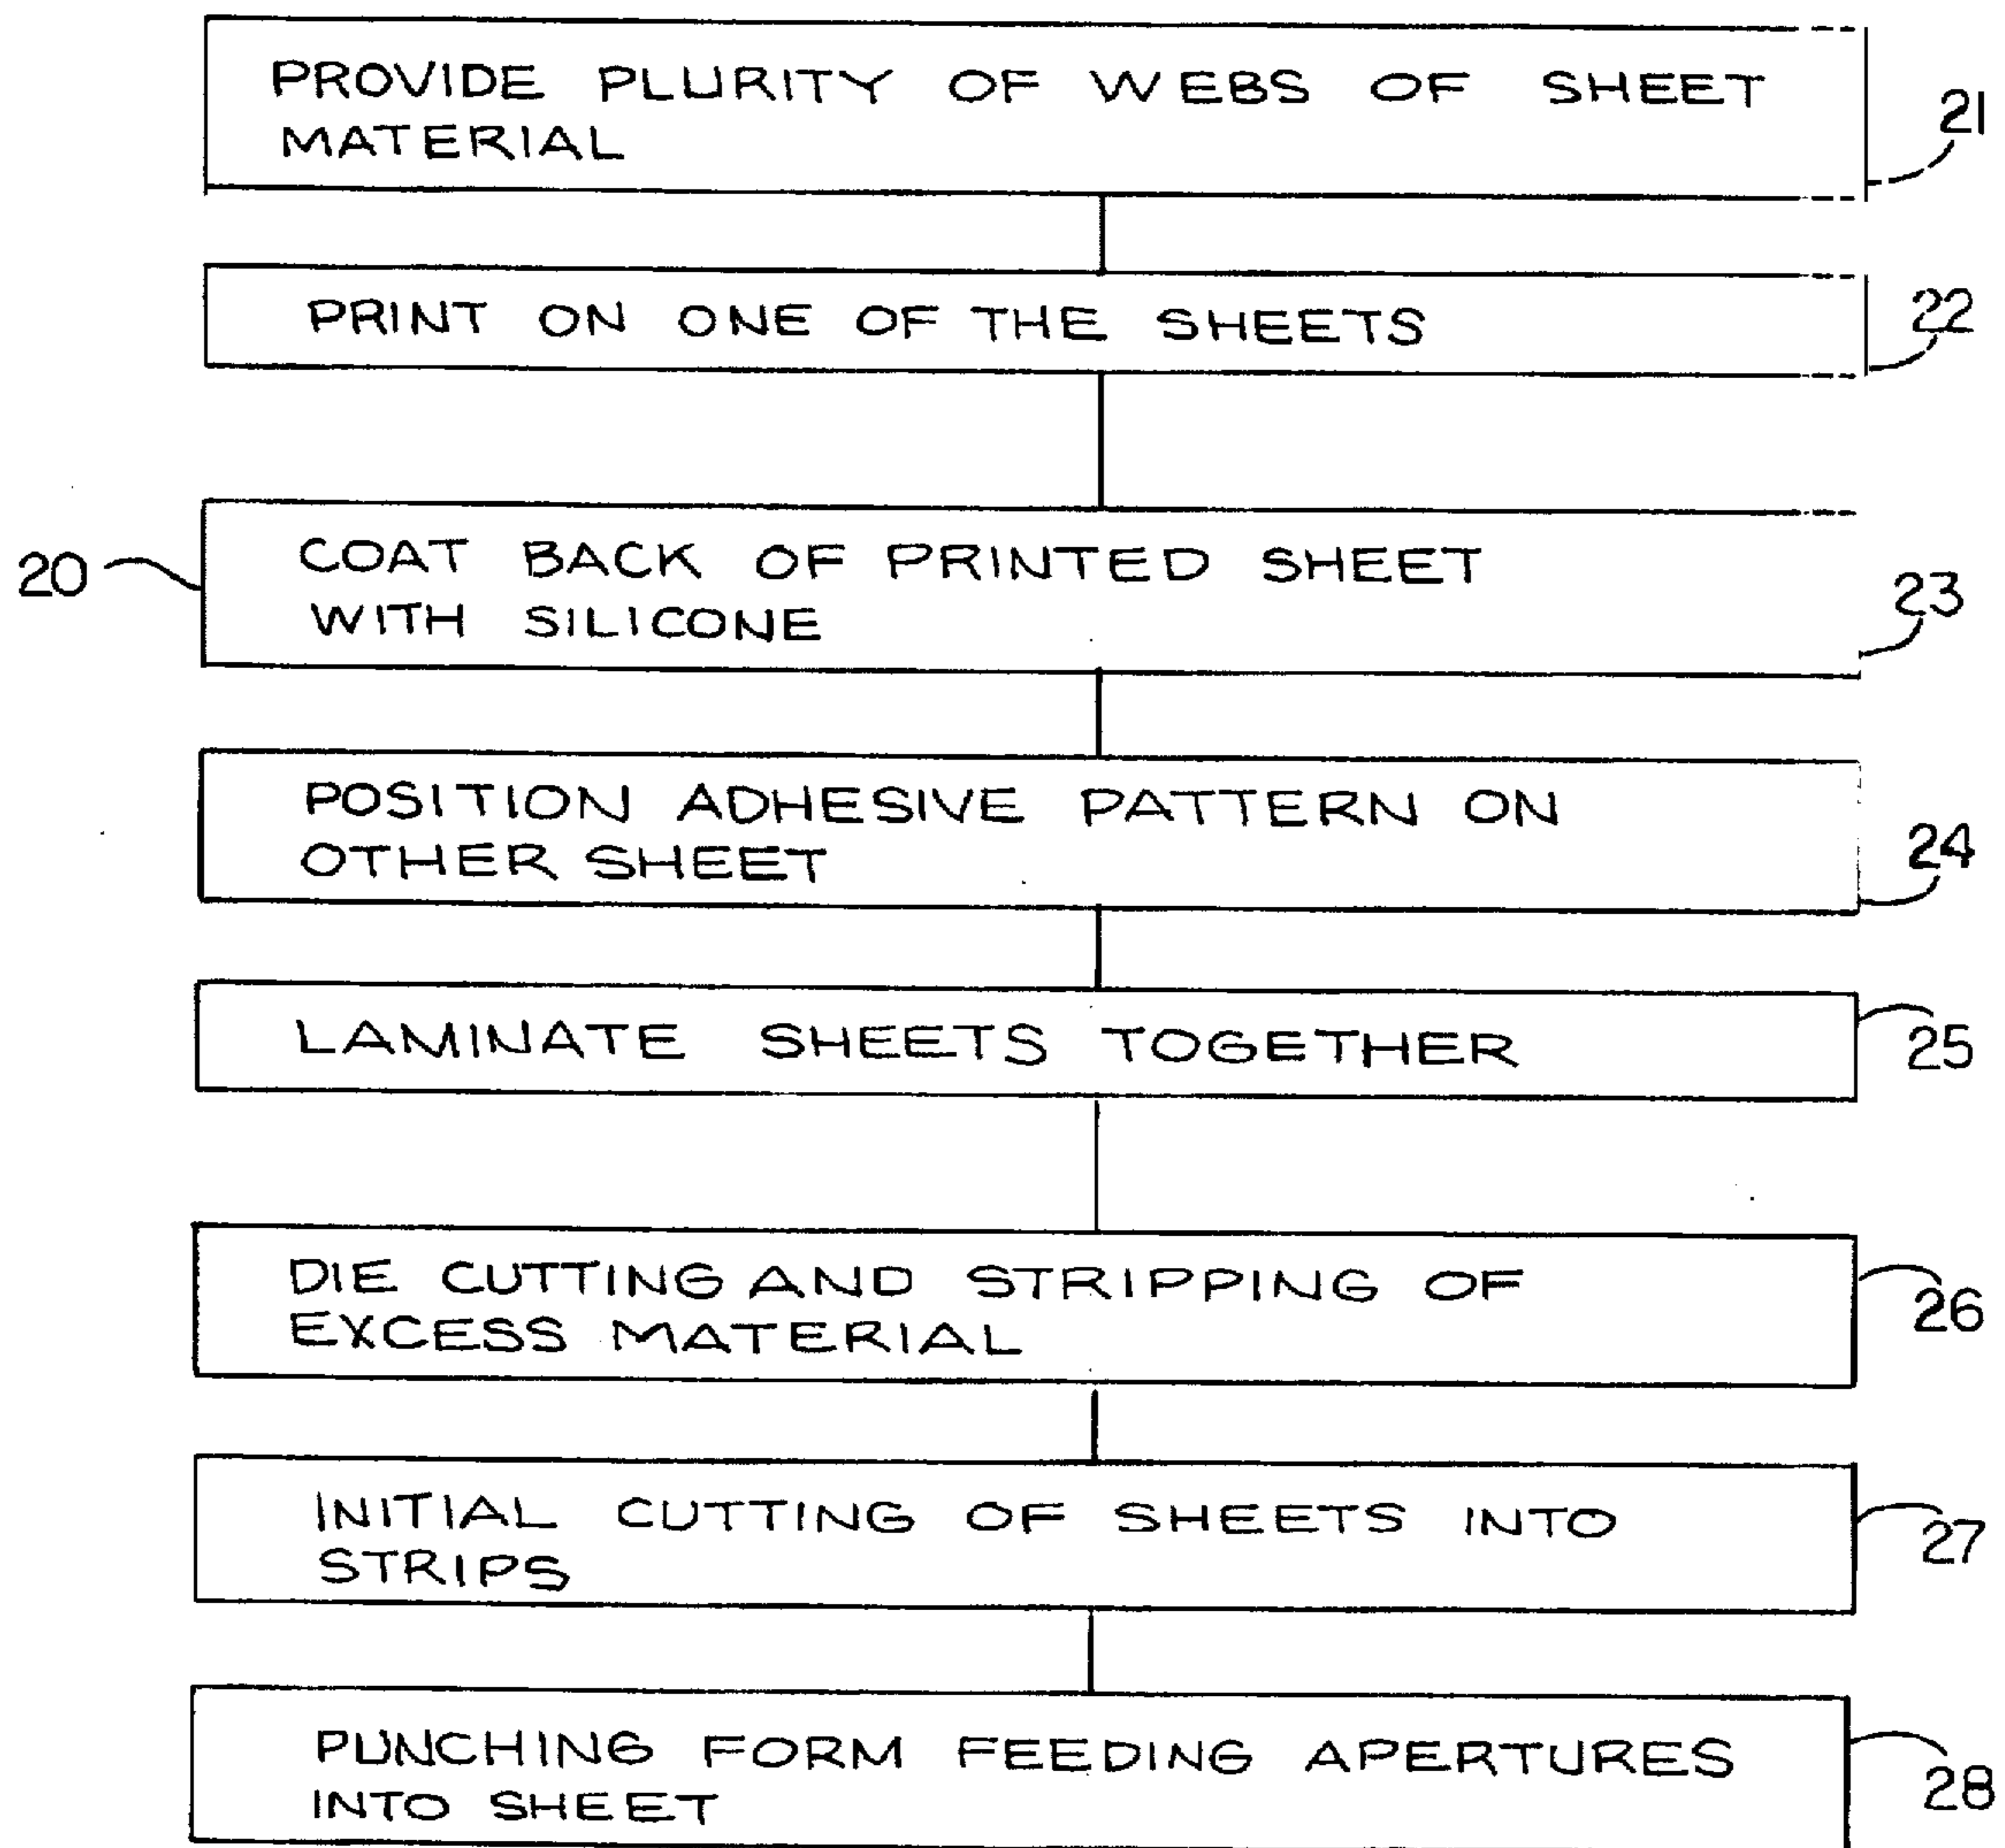 PROVIDE PLURITY OF WEBS OF SHEET
MATERIAL
21
PRINT ON ONE OF THE SHEETS
22
20
COAT BACK OF PRINTED SHEET
WITH SILICONE
23
POSITION ADHESIVE PATTERN ON
OTHER SHEET
24
LAMINATE SHEETS TOGETHER
25
DIE CUTTING AND STRIPPING OF
EXCESS MATERIAL
26
INITIAL CUTTING OF SHEETS INTO
STRIPS
27
PUNCHING FORM FEEDING APERTURES
INTO SHEET
28